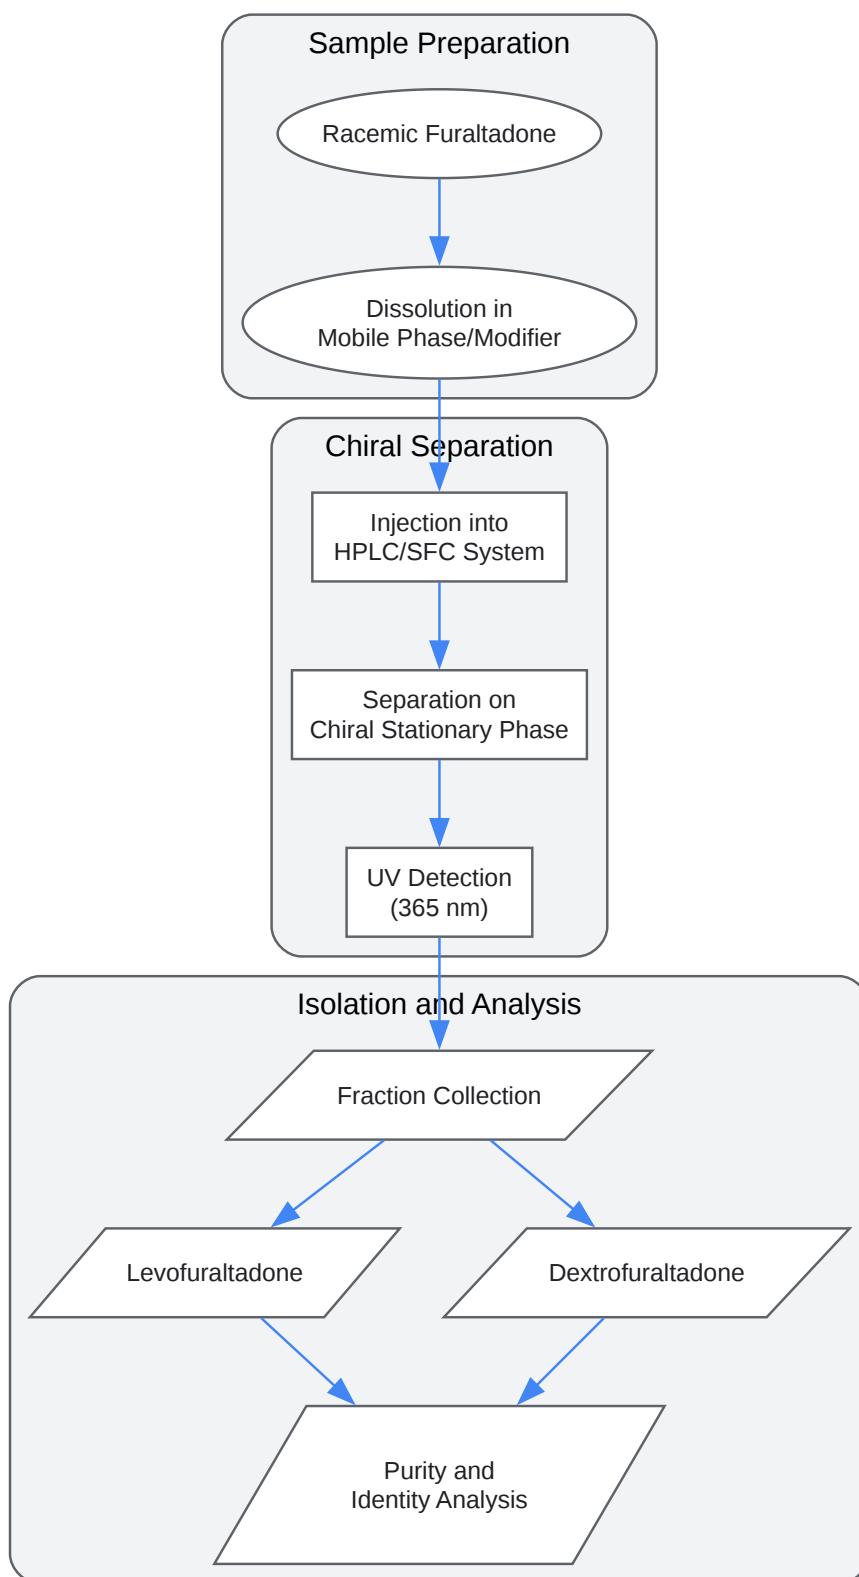 Sample Preparation
Racemic Furaltadone
Dissolution in
Mobile Phase/Modifier
Chiral Separation
Injection into
HPLC/SFC System
Separation on
Chiral Stationary Phase
UV Detection
(365 nm)
Isolation and Analysis
Fraction Collection
Levofuraltadone
Dextrofuraltadone
Purity and
Identity Analysis